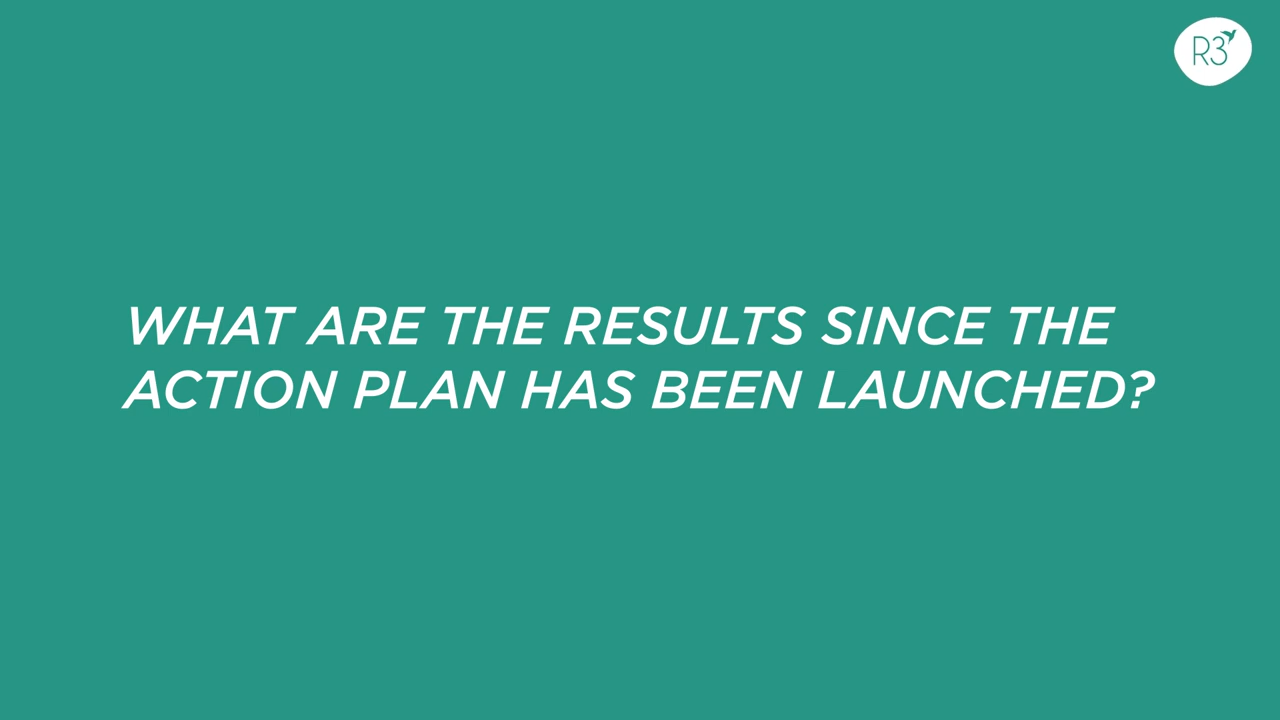 R3
WHAT ARE THE RESULTS SINCE THE
ACTION PLAN HAS BEEN LAUNCHED?